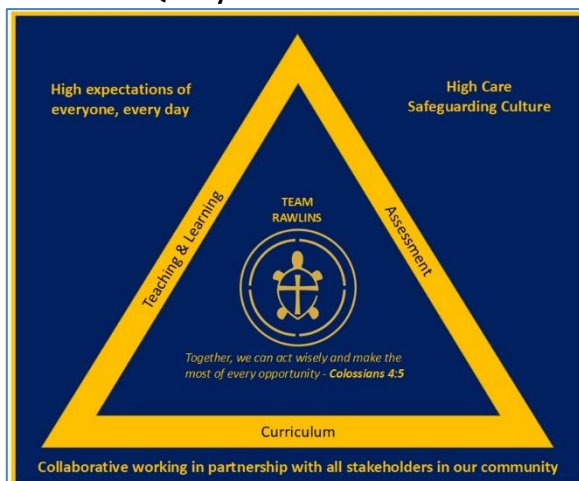 High expectations of
everyone, every day
High Care
Safeguarding Culture
Teaching & Learning
Assessment
TEAM
RAWLINS
Together, we can act wisely and make the
most of every opportunity - Colossians 4:5
Curriculum
Collaborative working in partnership with all stakeholders in our community